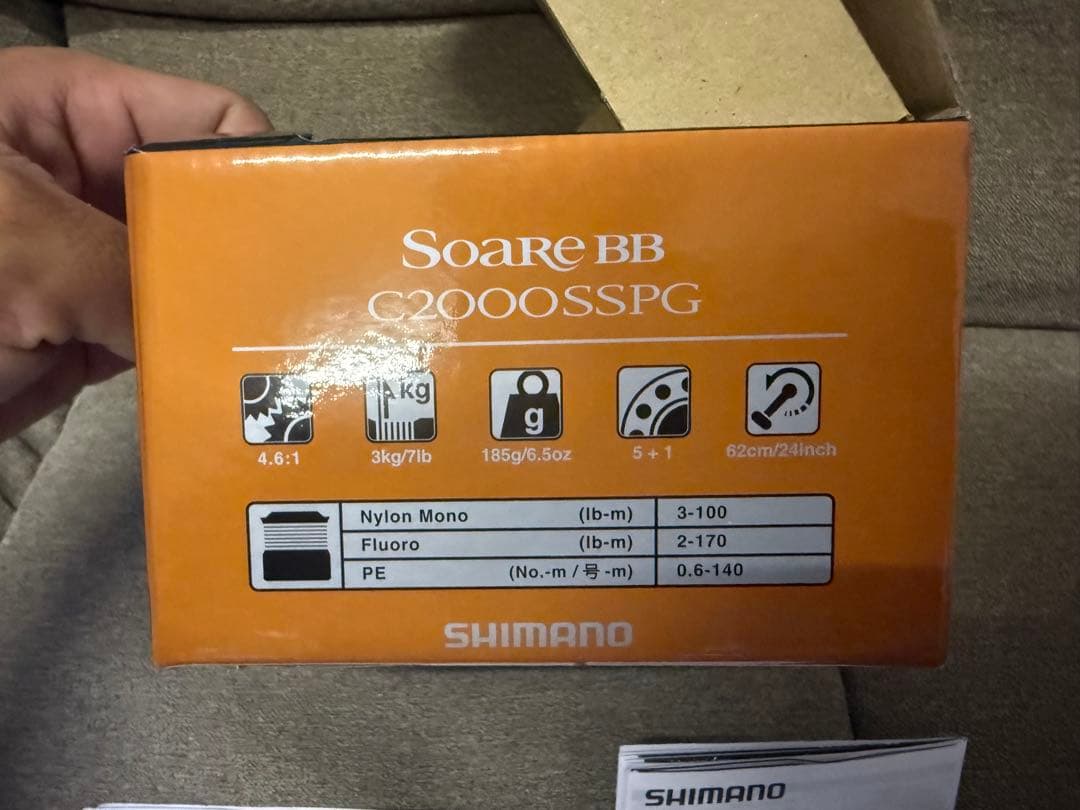 Soare BB
C2000SSPG
kg
g
4.6:1 3kg/7lb 185g/6.5oz 5+1 62cm/24inch
Nylon Mono (lb-m) 3-100
Fluoro (lb-m) 2-170
PE (No.-m / 号-m) 0.6-140
SHIMANO
SHIMANO